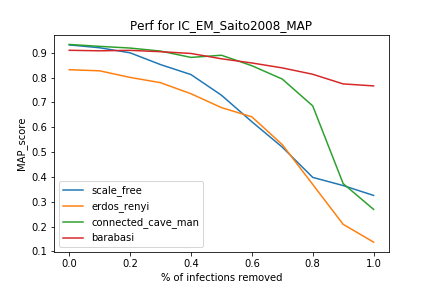 Perf for IC_EM_Saito2008_MAP
MAP_score
0.9
0.8
0.7
0.6
0.5
0.4
0.3
0.2
0.1
scale_free
erdos_renyi
connected_cave_man
barabasi
0.0 0.2 0.4 0.6 0.8 1.0
% of infections removed